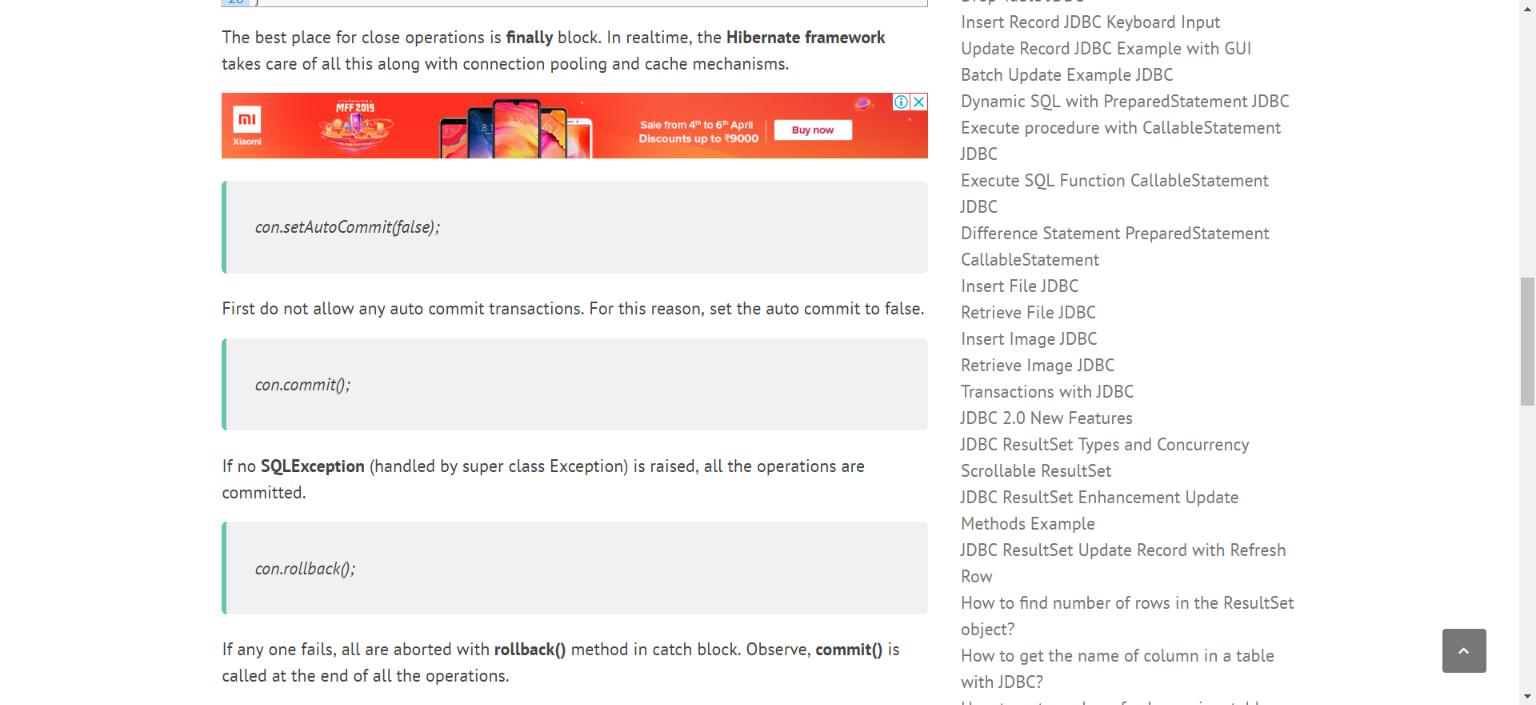 The best place for close operations is finally block. In realtime, the Hibernate framework
takes care of all this along with connection pooling and cache mechanisms.
mi
Xiaomi
MFF 2019
Sale from 4th to 6th April
Discounts up to ₹9000
Buy now
con.setAutoCommit(false);
First do not allow any auto commit transactions. For this reason, set the auto commit to false.
con.commit();
If no SQLException (handled by super class Exception) is raised, all the operations are
committed.
con.rollback();
If any one fails, all are aborted with rollback() method in catch block. Observe, commit() is
called at the end of all the operations.
Insert Record JDBC Keyboard Input
Update Record JDBC Example with GUI
Batch Update Example JDBC
Dynamic SQL with PreparedStatement JDBC
Execute procedure with CallableStatement
JDBC
Execute SQL Function CallableStatement
JDBC
Difference Statement PreparedStatement
CallableStatement
Insert File JDBC
Retrieve File JDBC
Insert Image JDBC
Retrieve Image JDBC
Transactions with JDBC
JDBC 2.0 New Features
JDBC ResultSet Types and Concurrency
Scrollable ResultSet
JDBC ResultSet Enhancement Update
Methods Example
JDBC ResultSet Update Record with Refresh
Row
How to find number of rows in the ResultSet
object?
How to get the name of column in a table
with JDBC?